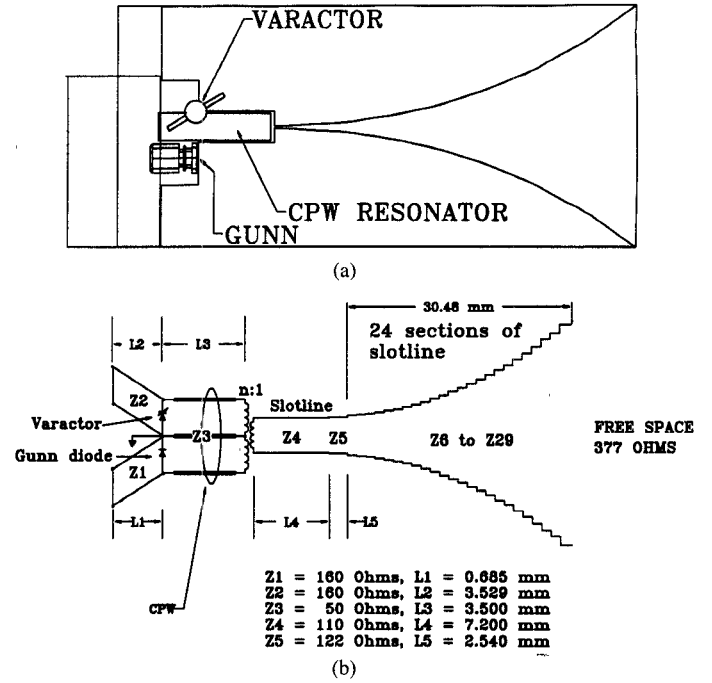 VARACTOR
CPW RESONATOR
GUNN
(a)
30.48 mm
L2
L3
24 sections of
slotline
n:1
Z2
Slotline
Varactor
Z3
Z4
Z5
Z6 to Z29
FREE SPACE
377 OHMS
Gunn diode
Z1
L1
L4
L5
CPW
Z1 = 160 Ohms, L1 = 0.685 mm
Z2 = 160 Ohms, L2 = 3.529 mm
Z3 = 50 Ohms, L3 = 3.500 mm
Z4 = 110 Ohms, L4 = 7.200 mm
Z5 = 122 Ohms, L5 = 2.540 mm
(b)